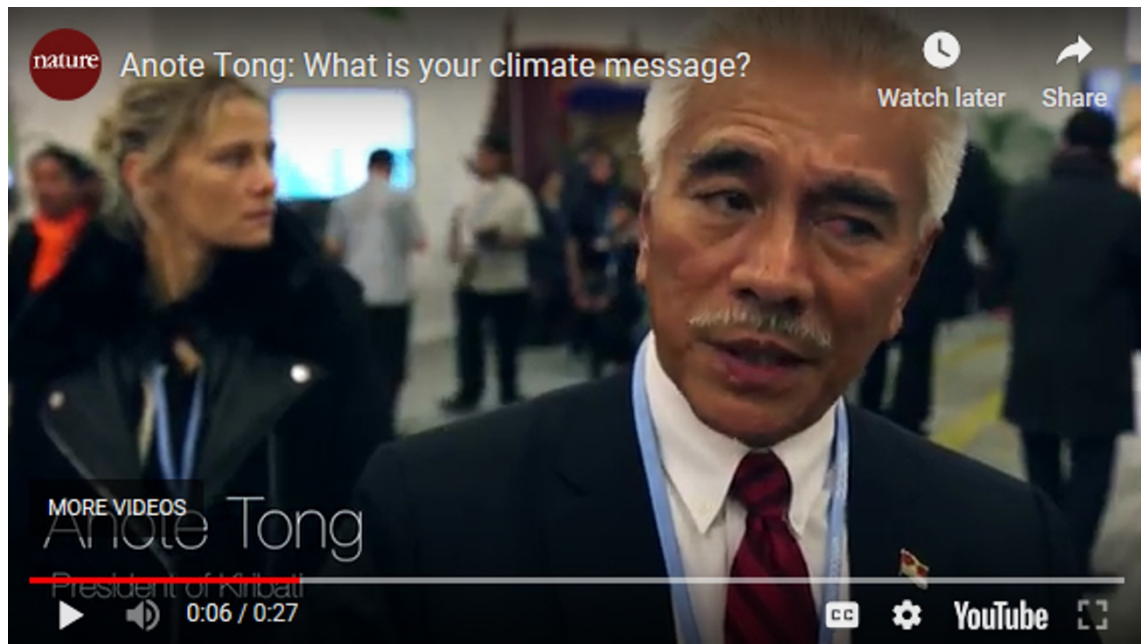 nature
Anote Tong: What is your climate message?
Watch later
Share
MORE VIDEOS
Anote Tong
President of Kiribati
0:06 / 0:27
CC
YouTube